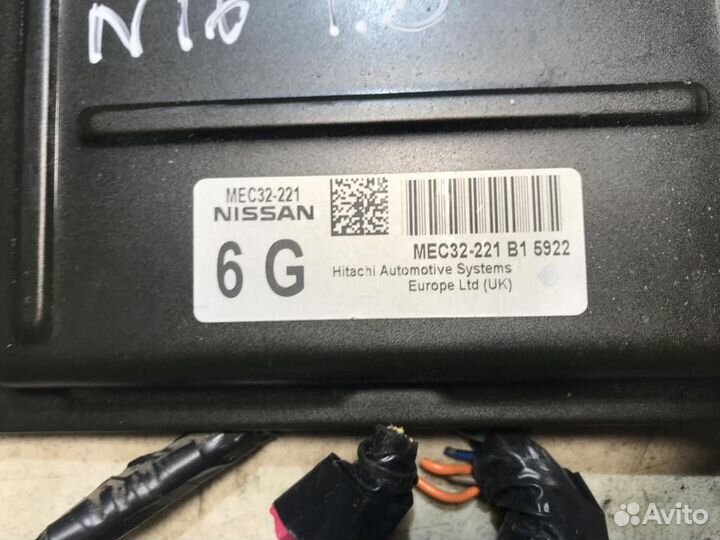 N16 1.8
MEC32-221
NISSAN
6 G
MEC32-221 B1 5922
Hitachi Automotive Systems
Europe Ltd (UK)
Avito